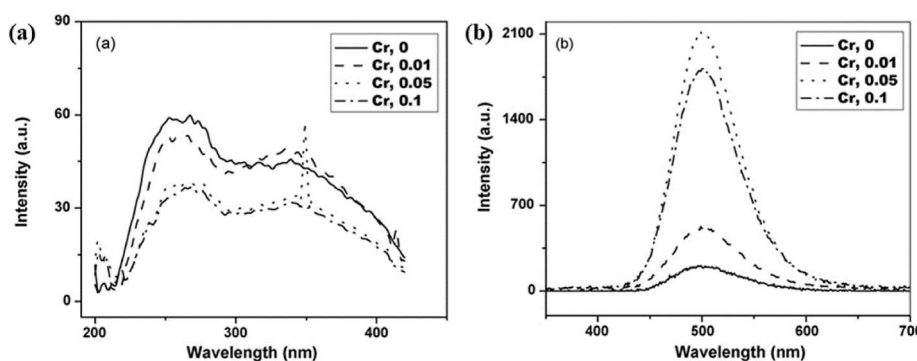 (a)
(a)
Cr, 0
Cr, 0.01
Cr, 0.05
Cr, 0.1
90
60
30
0
Intensity (a.u.)
200
300
400
Wavelength (nm)
(b)
(b)
Cr, 0
Cr, 0.01
Cr, 0.05
Cr, 0.1
2100
1400
700
0
Intensity (a.u.)
400
500
600
700
Wavelength (nm)